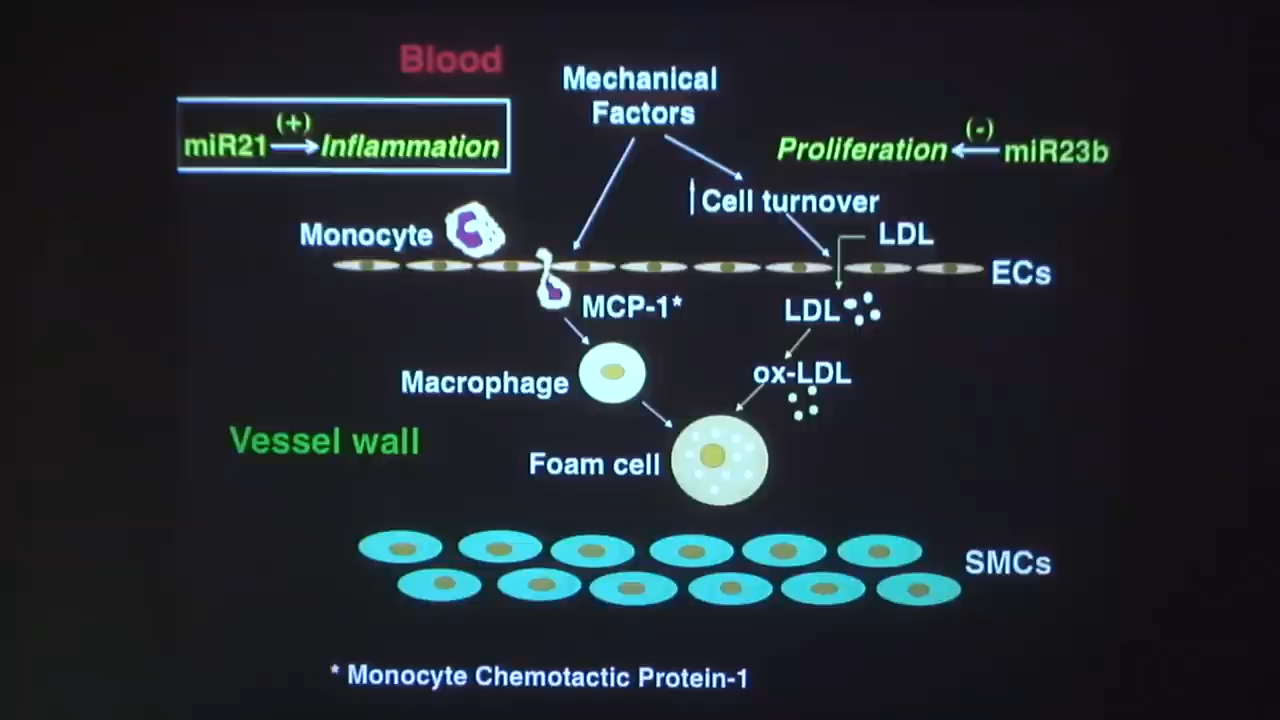 Blood
Mechanical
Factors
(+)
miR21 → Inflammation
(-)
Proliferation ← miR23b
↑ Cell turnover
Monocyte
LDL
ECs
MCP-1*
LDL
Macrophage
ox-LDL
Vessel wall
Foam cell
SMCs
* Monocyte Chemotactic Protein-1